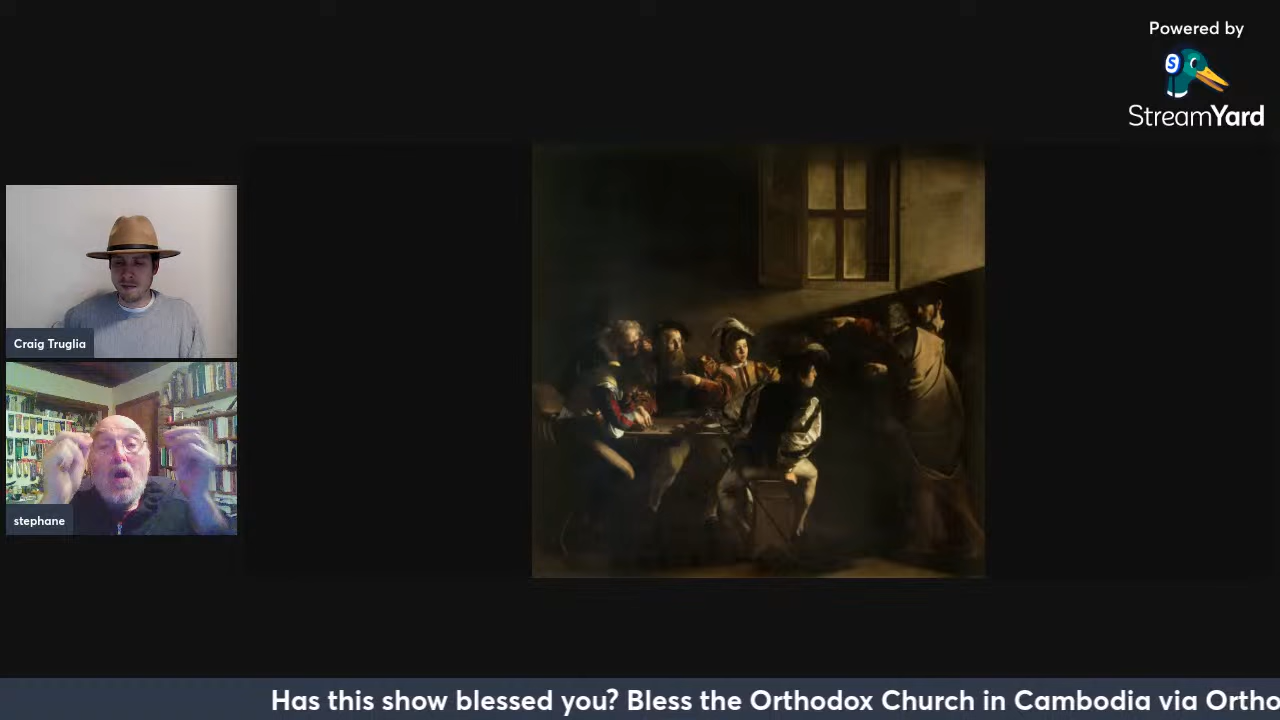 Powered by
StreamYard
Craig Truglia
stephane
Has this show blessed you? Bless the Orthodox Church in Cambodia via Ortho